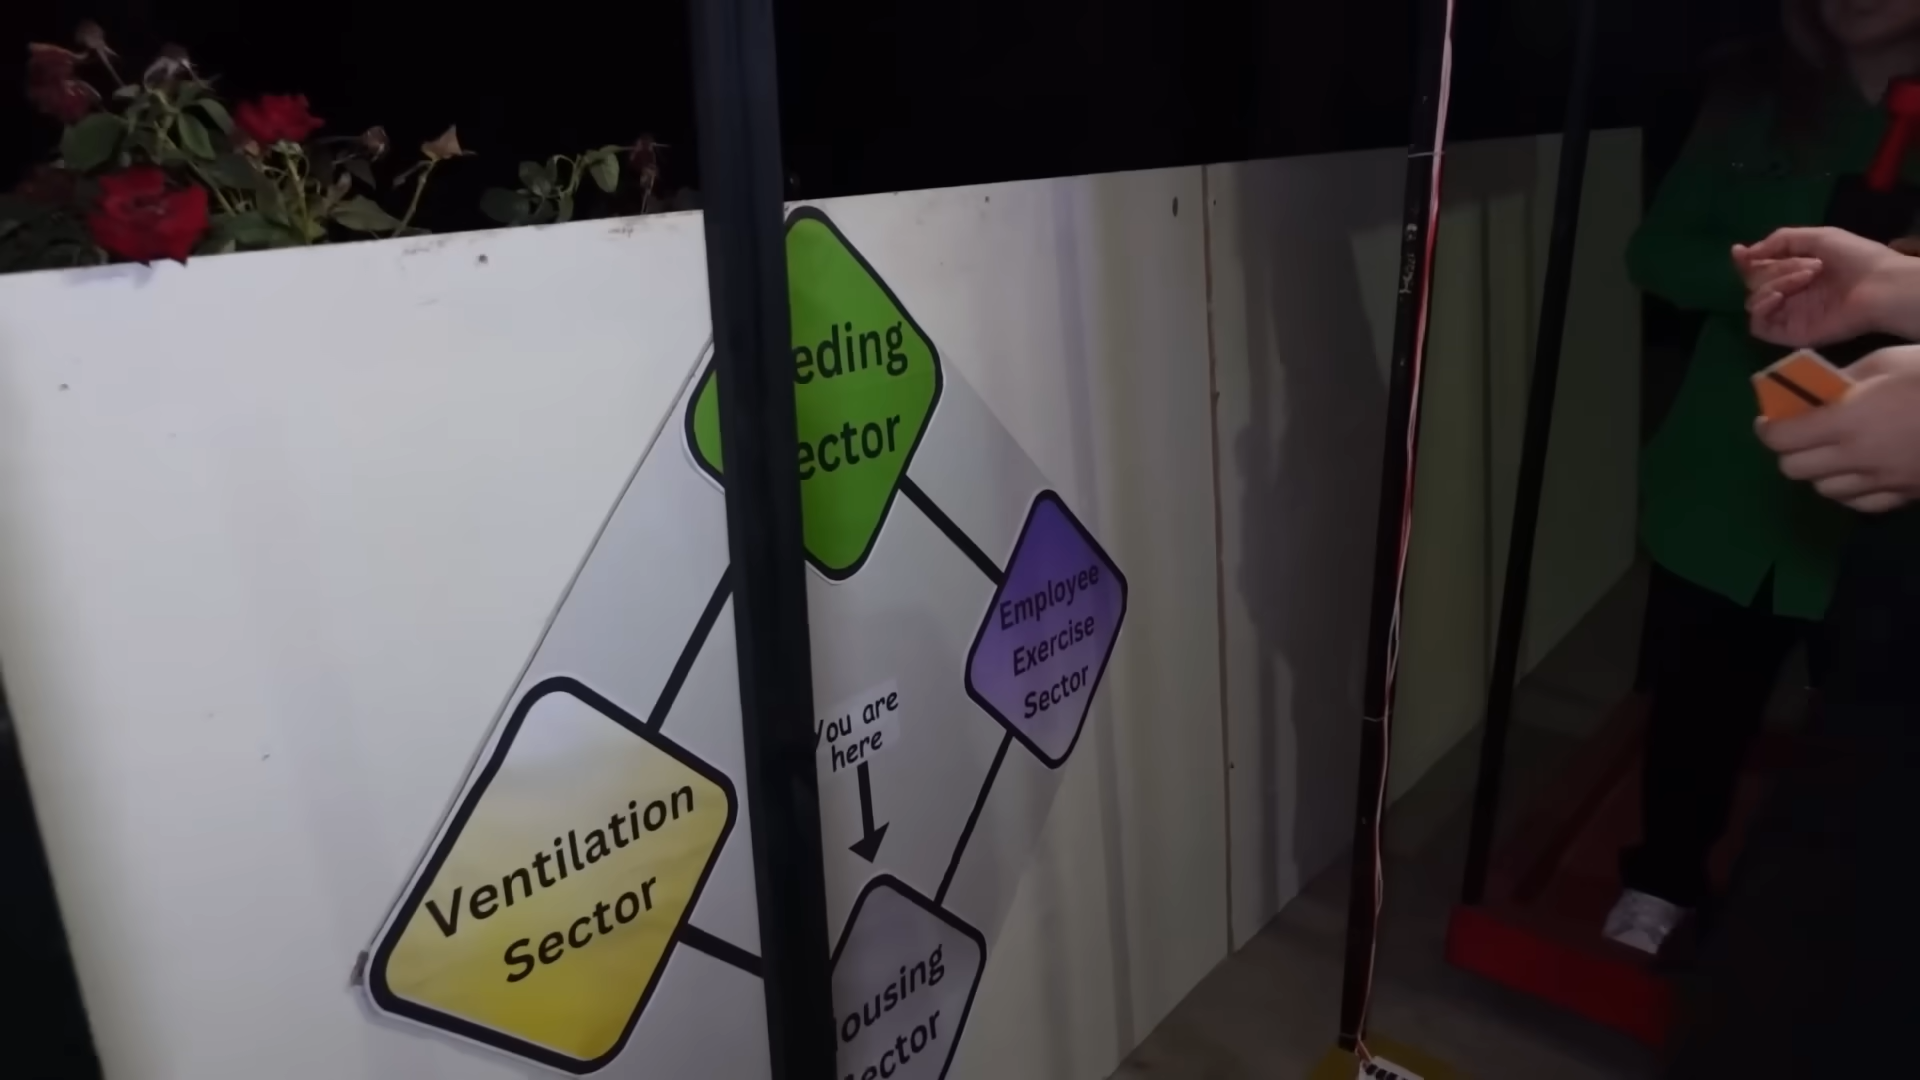 eding
ector
Employee
Exercise
Sector
You are
here
Ventilation
Sector
ousing
ector